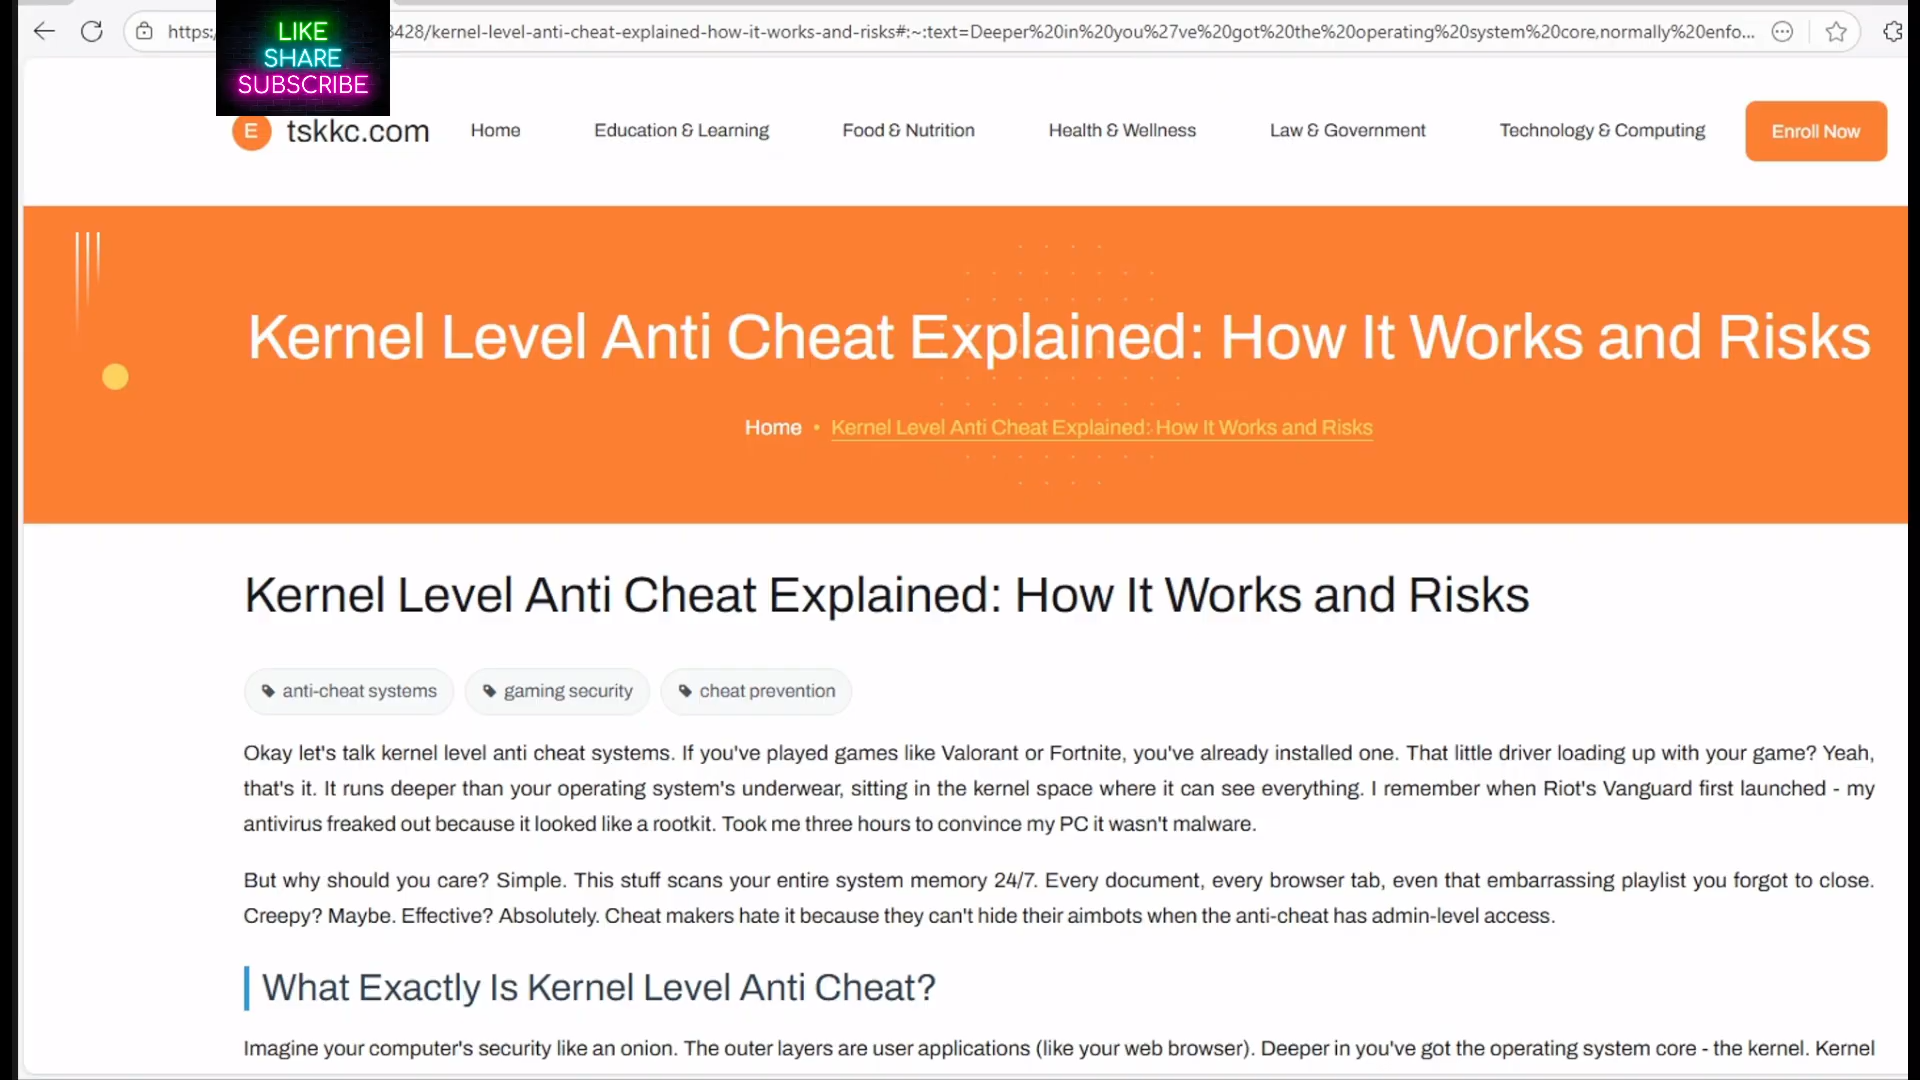 https:
3428/kernel-level-anti-cheat-explained-how-it-works-and-risks#:~:text=Deeper%20in%20you%27ve%20got%20the%20operating%20system%20core,normally%20enfo...
LIKE
SHARE
SUBSCRIBE
E tskkc.com Home Education & Learning Food & Nutrition Health & Wellness Law & Government Technology & Computing Enroll Now
Kernel Level Anti Cheat Explained: How It Works and Risks
Home • Kernel Level Anti Cheat Explained: How It Works and Risks
Kernel Level Anti Cheat Explained: How It Works and Risks
anti-cheat systems gaming security cheat prevention
Okay let's talk kernel level anti cheat systems. If you've played games like Valorant or Fortnite, you've already installed one. That little driver loading up with your game? Yeah,
that's it. It runs deeper than your operating system's underwear, sitting in the kernel space where it can see everything. I remember when Riot's Vanguard first launched - my
antivirus freaked out because it looked like a rootkit. Took me three hours to convince my PC it wasn't malware.
But why should you care? Simple. This stuff scans your entire system memory 24/7. Every document, every browser tab, even that embarrassing playlist you forgot to close.
Creepy? Maybe. Effective? Absolutely. Cheat makers hate it because they can't hide their aimbots when the anti-cheat has admin-level access.
What Exactly Is Kernel Level Anti Cheat?
Imagine your computer's security like an onion. The outer layers are user applications (like your web browser). Deeper in you've got the operating system core - the kernel. Kernel